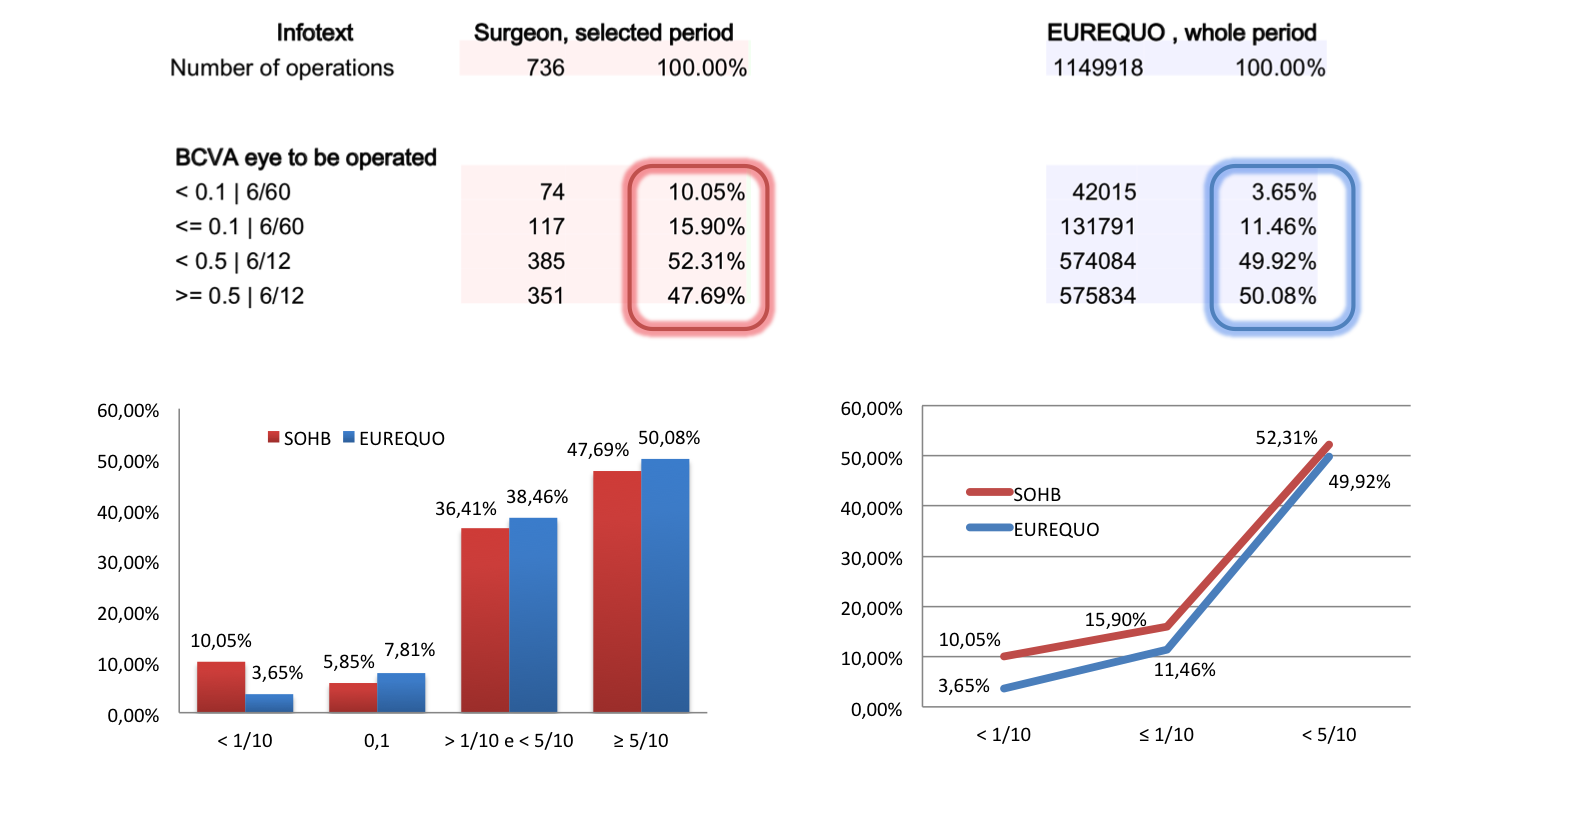 Infotext Surgeon, selected period EUREQUO , whole period
Number of operations 736 100.00% 1149918 100.00%
BCVA eye to be operated
< 0.1 | 6/60 74 10.05% 42015 3.65%
<= 0.1 | 6/60 117 15.90% 131791 11.46%
< 0.5 | 6/12 385 52.31% 574084 49.92%
>= 0.5 | 6/12 351 47.69% 575834 50.08%
60,00%
50,00%
40,00%
30,00%
20,00%
10,00%
0,00%
SOHB EUREQUO
10,05%
3,65%
5,85%
7,81%
36,41%
38,46%
47,69%
50,08%
< 1/10 0,1 > 1/10 e < 5/10 ≥ 5/10
60,00%
50,00%
40,00%
30,00%
20,00%
10,00%
0,00%
SOHB
EUREQUO
10,05%
15,90%
52,31%
3,65%
11,46%
49,92%
< 1/10 ≤ 1/10 < 5/10